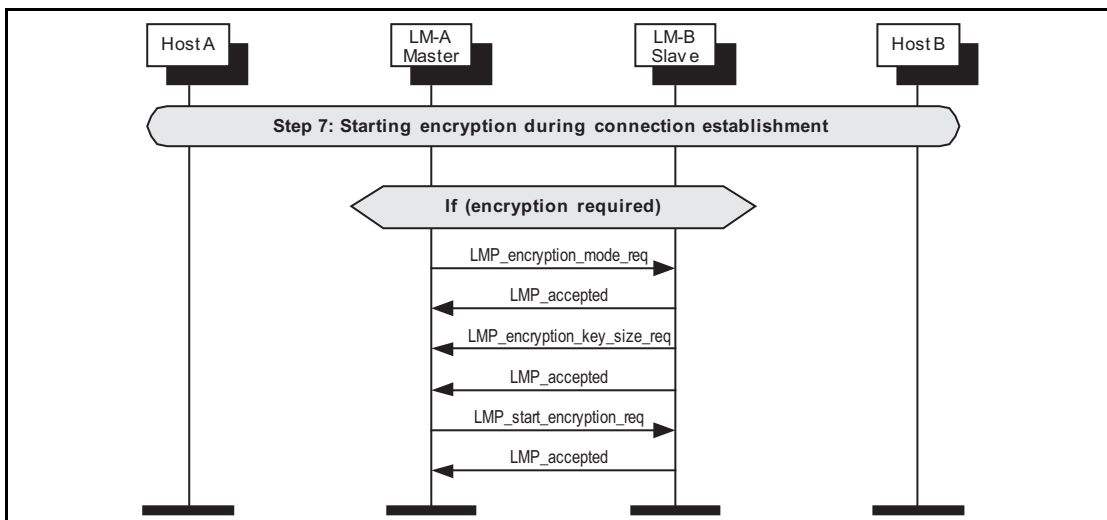 Host A
LM-A
Master
LM-B
Slave
Host B
Step 7: Starting encryption during connection establishment
If (encryption required)
LMP_encryption_mode_req
LMP_accepted
LMP_encryption_key_size_req
LMP_accepted
LMP_start_encryption_req
LMP_accepted